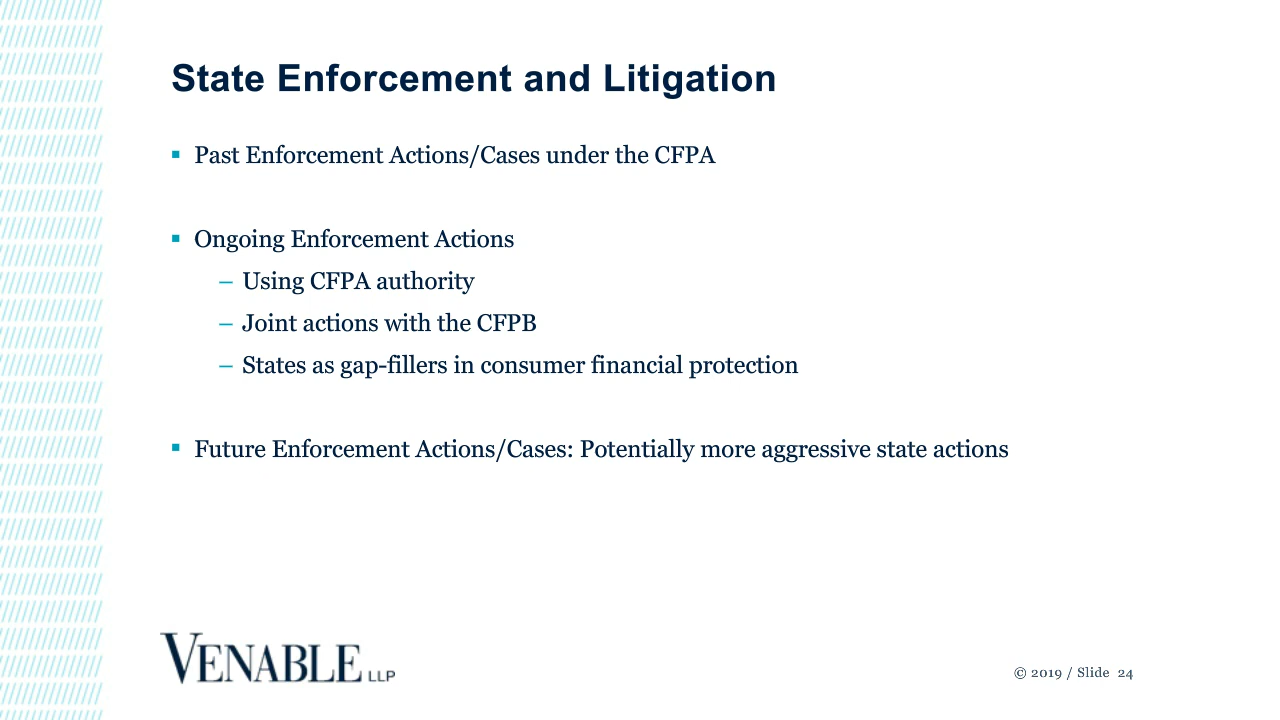 State Enforcement and Litigation
▪ Past Enforcement Actions/Cases under the CFPA
▪ Ongoing Enforcement Actions
– Using CFPA authority
– Joint actions with the CFPB
– States as gap-fillers in consumer financial protection
▪ Future Enforcement Actions/Cases: Potentially more aggressive state actions
VENABLE LLP
© 2019 / Slide 24